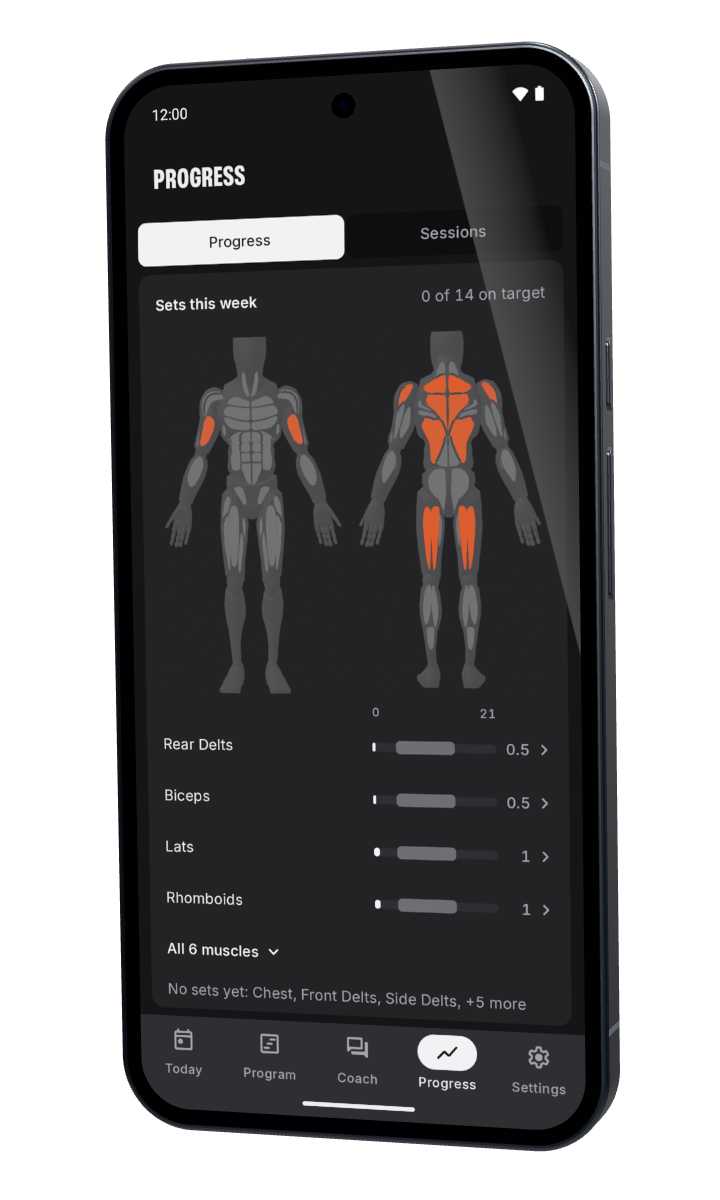 12:00
PROGRESS
Progress
Sessions
Sets this week
0 of 14 on target
0
21
Rear Delts
0.5
Biceps
0.5
Lats
1
Rhomboids
1
All 6 muscles
No sets yet: Chest, Front Delts, Side Delts, +5 more
Today
Program
Coach
Progress
Settings